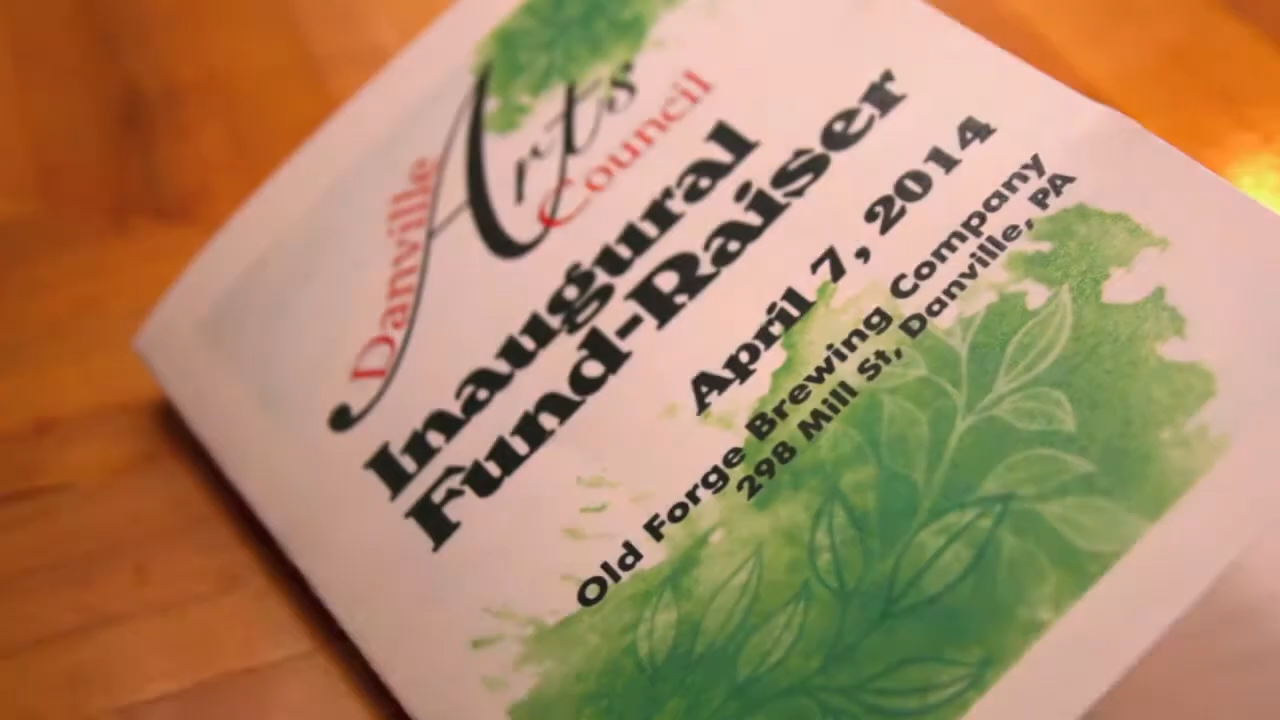 Danville Arts Council
Inaugural
Fund-Raiser
April 7, 2014
Old Forge Brewing Company
298 Mill St, Danville, PA